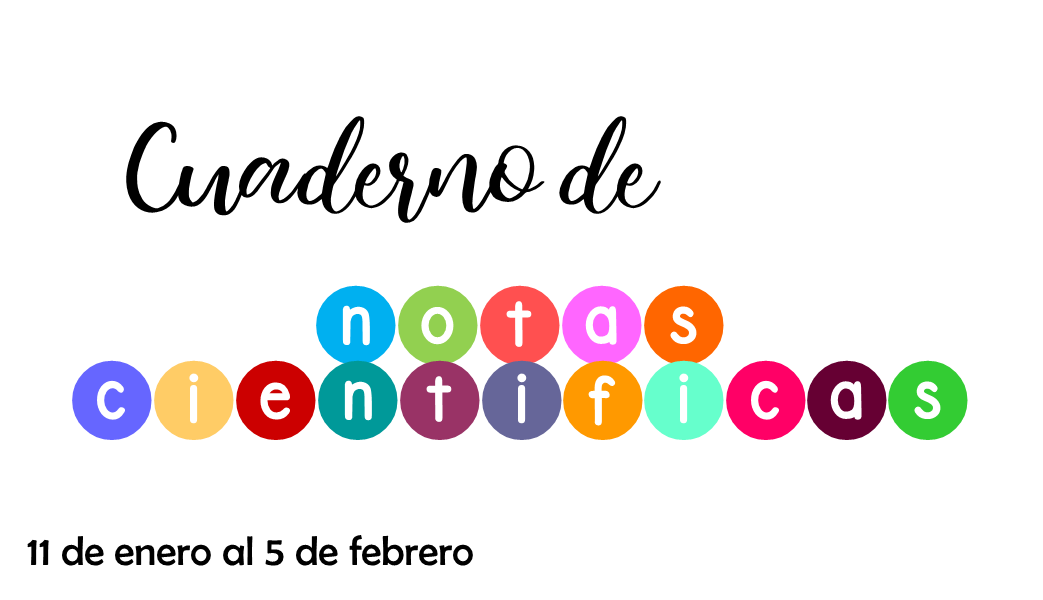 Cuaderno de
notas
cientificas
11 de enero al 5 de febrero